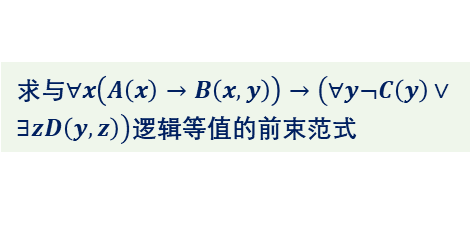 求与∀x(A(x) → B(x, y)) → (∀y¬C(y) ∨
∃zD(y, z))逻辑等值的前束范式